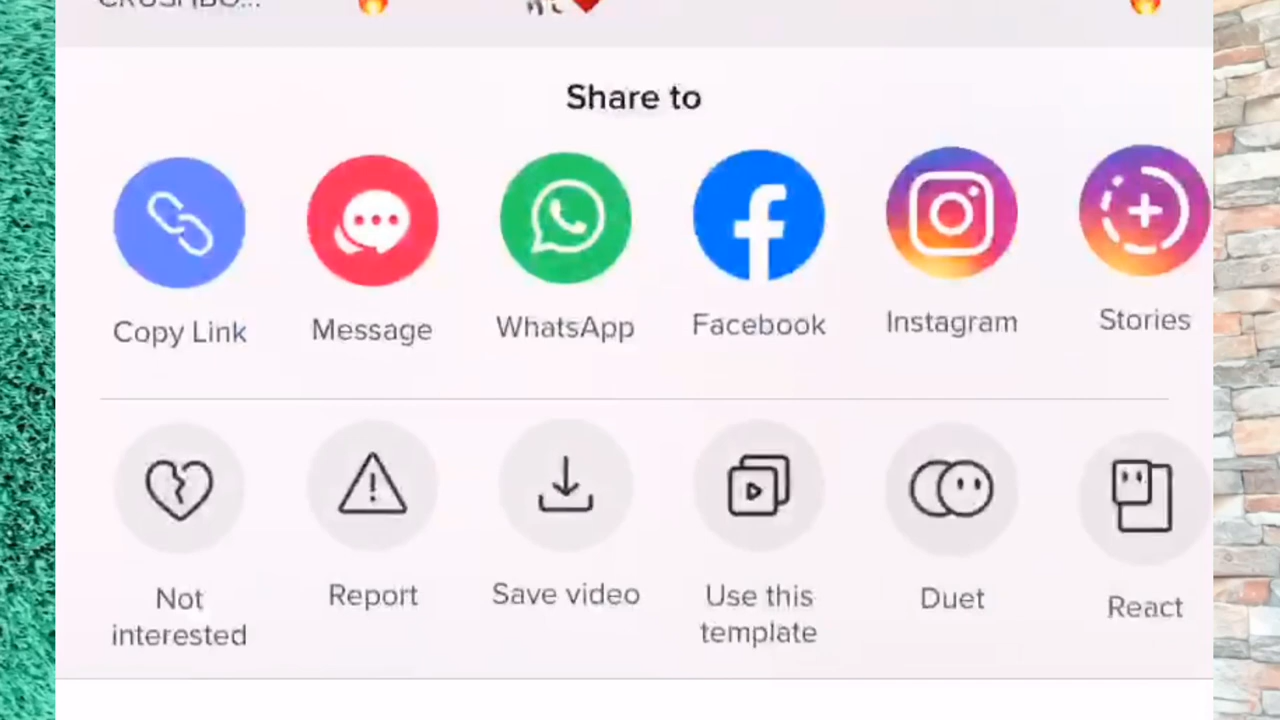 Share to
Copy Link
Message
WhatsApp
Facebook
Instagram
Stories
Not
interested
Report
Save video
Use this
template
Duet
React